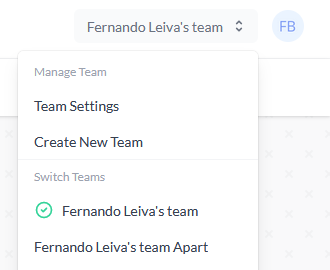 Fernando Leiva's team
FB
Manage Team
Team Settings
Create New Team
Switch Teams
Fernando Leiva's team
Fernando Leiva's team Apart